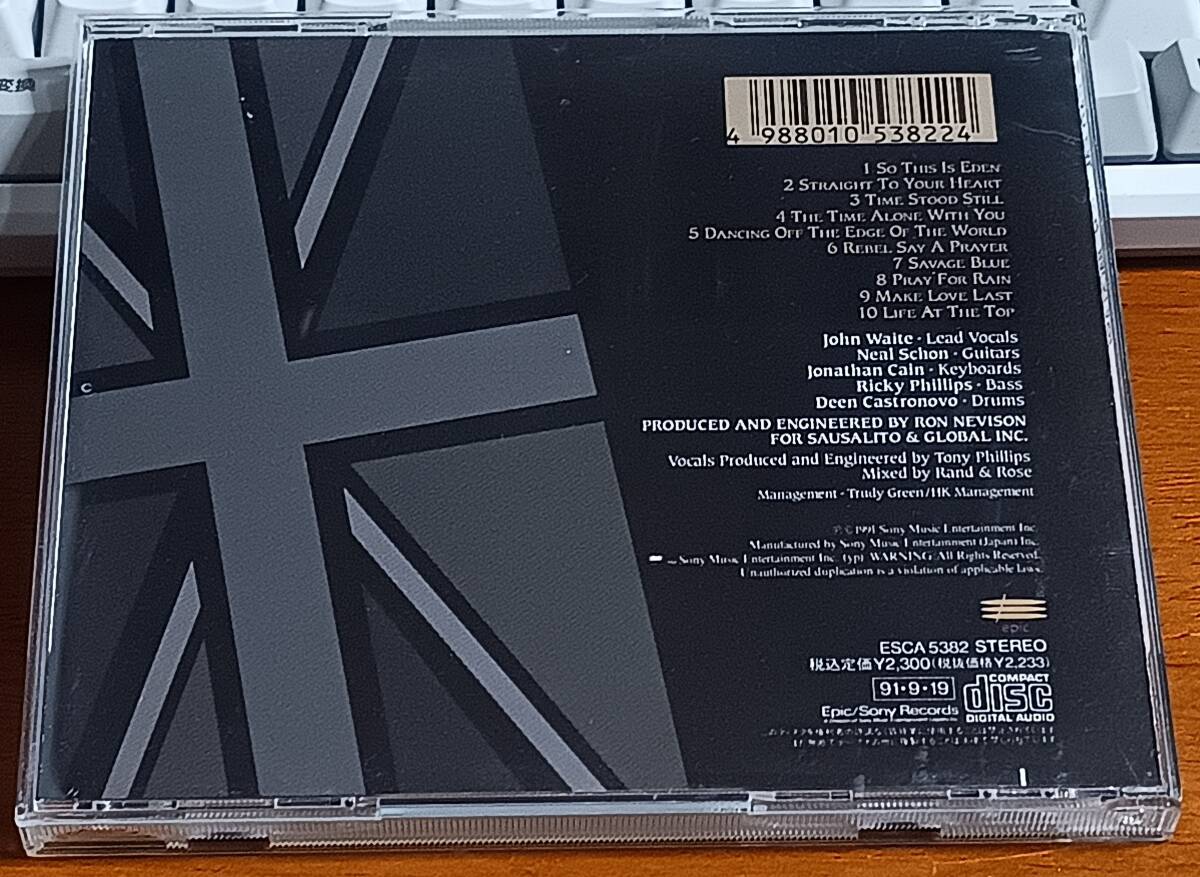 変換
4 988010 538224
1 So This Is Eden
2 Straight To Your Heart
3 Time Stood Still
4 The Time Alone With You
5 Dancing Off The Edge Of The World
6 Rebel Say A Prayer
7 Savage Blue
8 Pray For Rain
9 Make Love Last
10 Life At The Top
John Waite · Lead Vocals
Neal Schon · Guitars
Jonathan Cain · Keyboards
Ricky Phillips · Bass
Deen Castronovo · Drums
PRODUCED AND ENGINEERED BY RON NEVISON
FOR SAUSALITO & GLOBAL INC.
Vocals Produced and Engineered by Tony Phillips
Mixed by Rand & Rose
Management · Trudy Green/HK Management
℗ © 1991 Sony Music Entertainment Inc.
Manufactured by Sony Music Entertainment (Japan) Inc.
Sony Music Entertainment Inc. WARNING: All Rights Reserved.
Unauthorized duplication is a violation of applicable laws.
epic
ESCA 5382 STEREO
税込定価¥2,300(税抜価格¥2,233)
91·9·19
COMPACT
disc
DIGITAL AUDIO
Epic/Sony Records
C